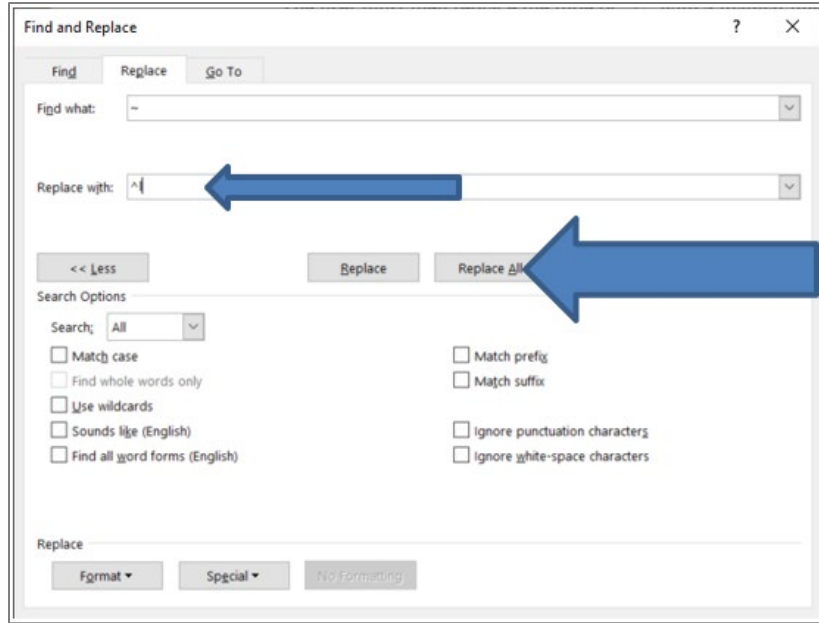 Find and Replace ? ×
Find Replace Go To
Find what: ~
Replace with: ^l
<< Less Replace Replace All
Search Options
Search; All
Match case Match prefix
Find whole words only Match suffix
Use wildcards
Sounds like (English) Ignore punctuation characters
Find all word forms (English) Ignore white-space characters
Replace
Format Special No Formatting